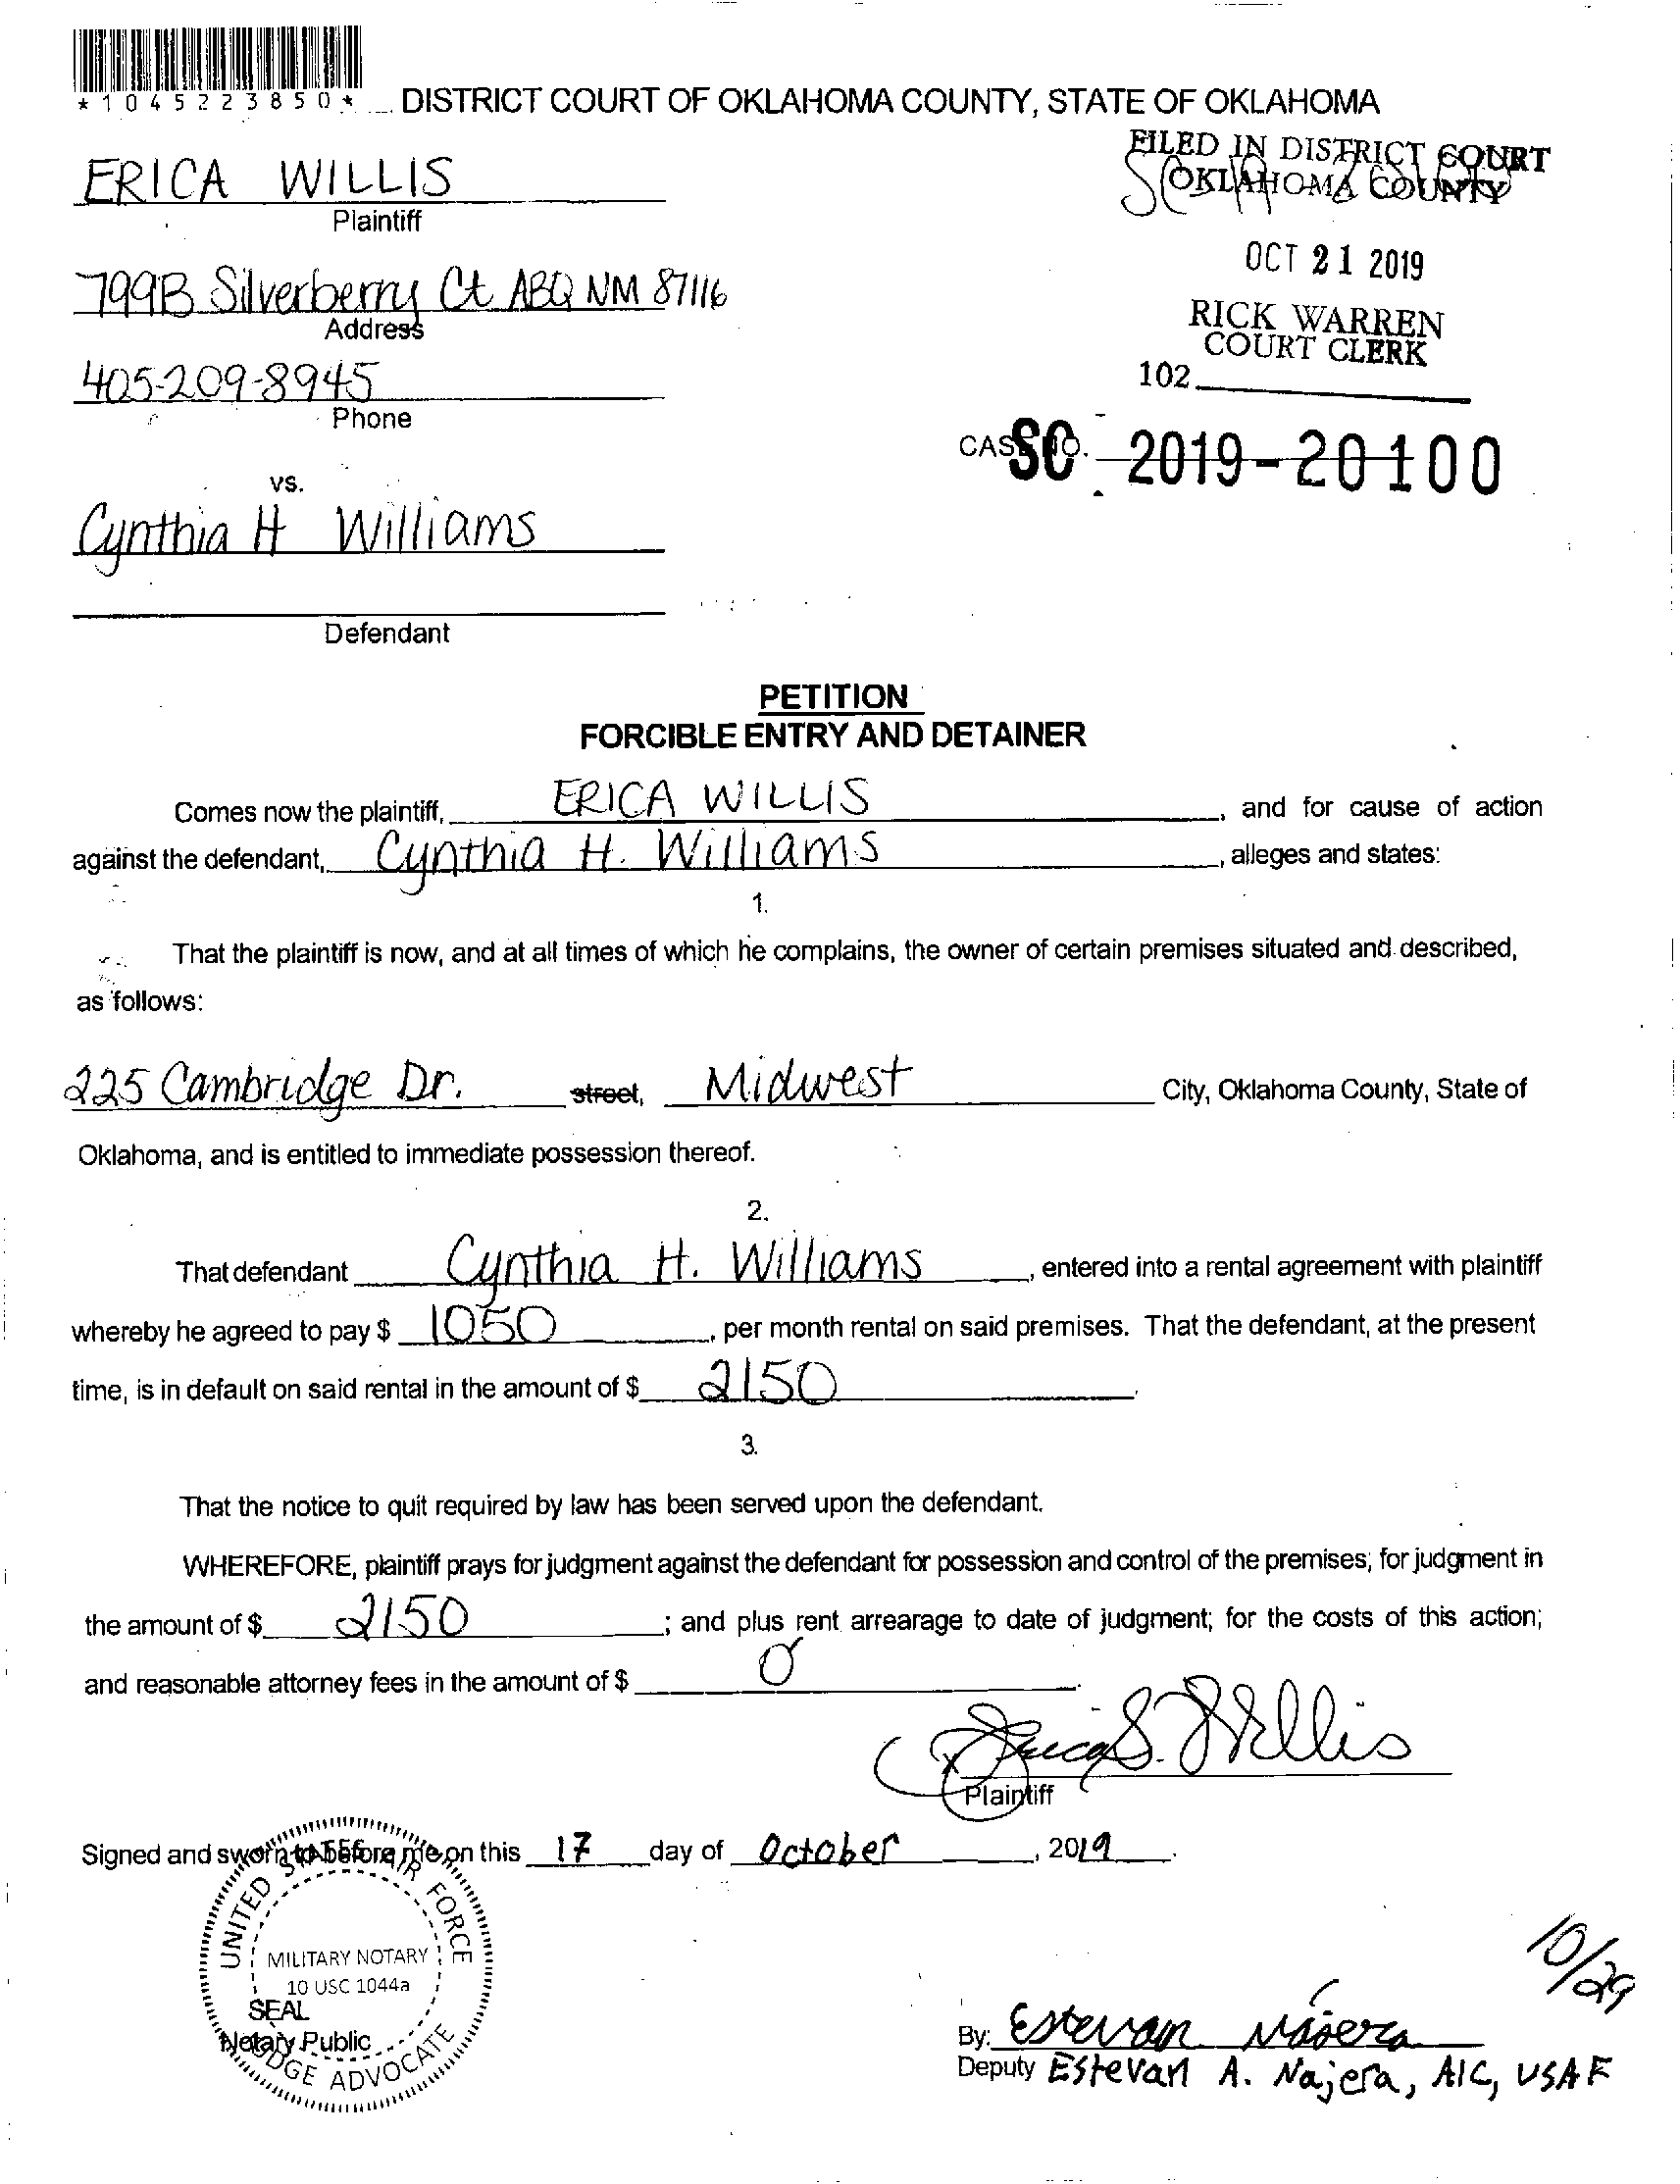 *1045223850*
DISTRICT COURT OF OKLAHOMA COUNTY, STATE OF OKLAHOMA
FILED IN DISTRICT COURT
OKLAHOMA COUNTY
ERICA WILLIS
Plaintiff
OCT 21 2019
799B Silverberry Ct ABQ NM 87116
Address
RICK WARREN
COURT CLERK
405-209-8945
102
Phone
CASE NO. SC 2019-20100
vs.
Cynthia H Williams
Defendant
PETITION
FORCIBLE ENTRY AND DETAINER
Comes now the plaintiff, ERICA WILLIS, and for cause of action
against the defendant, Cynthia H. Williams, alleges and states:
1.
That the plaintiff is now, and at all times of which he complains, the owner of certain premises situated and described,
as follows:
225 Cambridge Dr. street, Midwest City, Oklahoma County, State of
Oklahoma, and is entitled to immediate possession thereof.
2.
That defendant Cynthia H. Williams, entered into a rental agreement with plaintiff
whereby he agreed to pay $ 1050, per month rental on said premises. That the defendant, at the present
time, is in default on said rental in the amount of $ 2150.
3.
That the notice to quit required by law has been served upon the defendant.
WHEREFORE, plaintiff prays for judgment against the defendant for possession and control of the premises; for judgment in
the amount of $ 2150; and plus rent arrearage to date of judgment; for the costs of this action;
and reasonable attorney fees in the amount of $ 0.
x Erica S. Willis
Plaintiff
Signed and sworn to before me on this 17 day of October, 2019.
UNITED STATES AIR FORCE
MILITARY NOTARY
10 USC 1044a
SEAL
Notary Public
JUDGE ADVOCATE
10/29
By: Estevan Najera
Deputy Estevan A. Najera, A1C, USAF